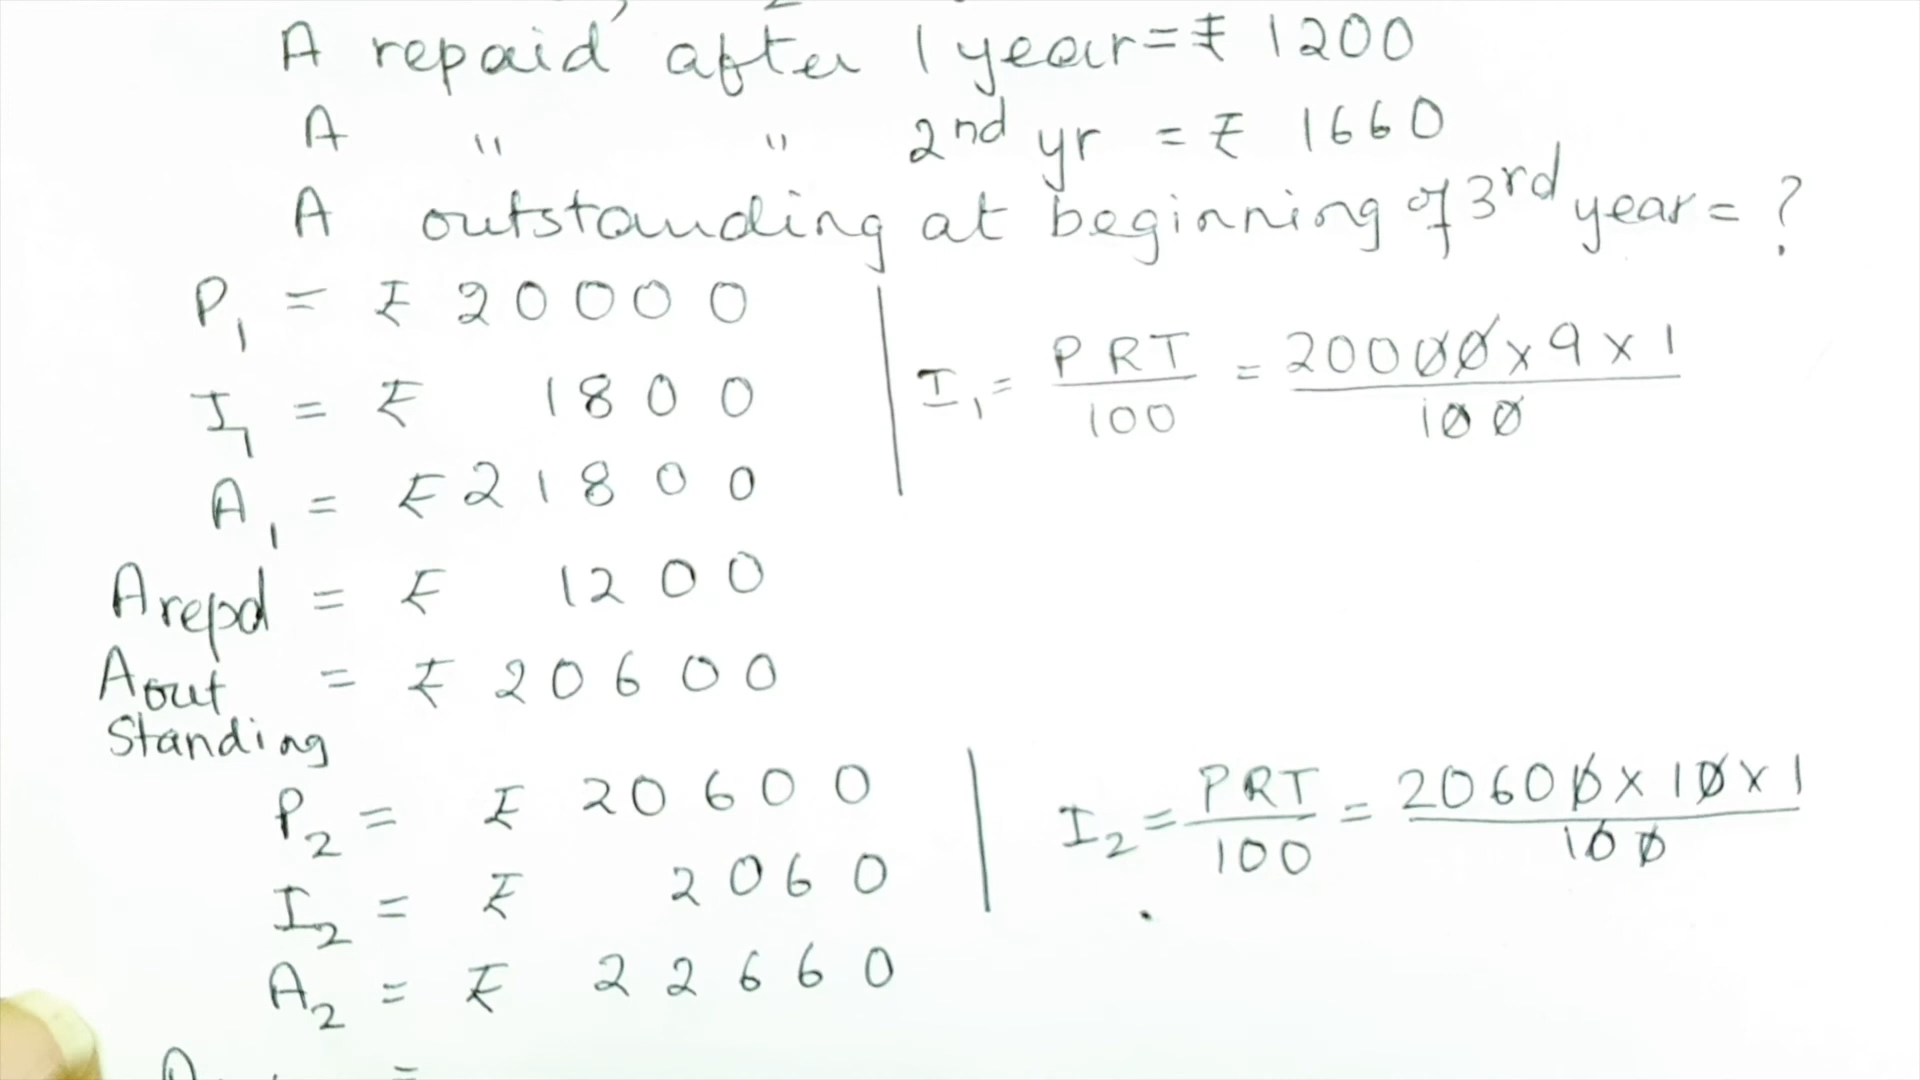 A repaid after 1 year = ₹ 1200
A " " 2nd yr = ₹ 1660
A outstanding at beginning of 3rd year = ?
P₁ = ₹ 20000
I₁ = ₹ 1800
I₁ = PRT/100 = 20000 x 9 x 1/100
A₁ = ₹ 21800
A repd = ₹ 1200
A out = ₹ 20600
standing
P₂ = ₹ 20600
I₂ = PRT/100 = 20600 x 10 x 1/100
I₂ = ₹ 2060
A₂ = ₹ 22660